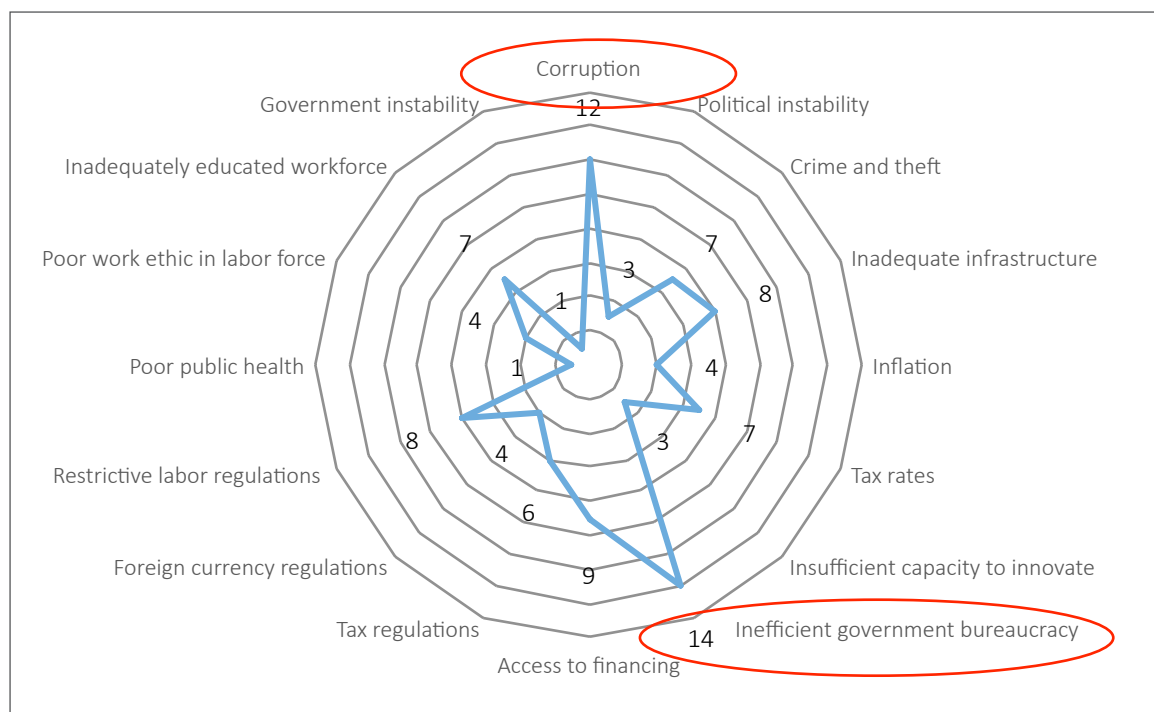 Corruption
Government instability
12
Political instability
Inadequately educated workforce
Crime and theft
7
7
Poor work ethic in labor force
3
Inadequate infrastructure
1
8
4
Poor public health
1
4
Inflation
8
4
3
7
Restrictive labor regulations
Tax rates
6
Foreign currency regulations
9
Insufficient capacity to innovate
Tax regulations
14
Inefficient government bureaucracy
Access to financing